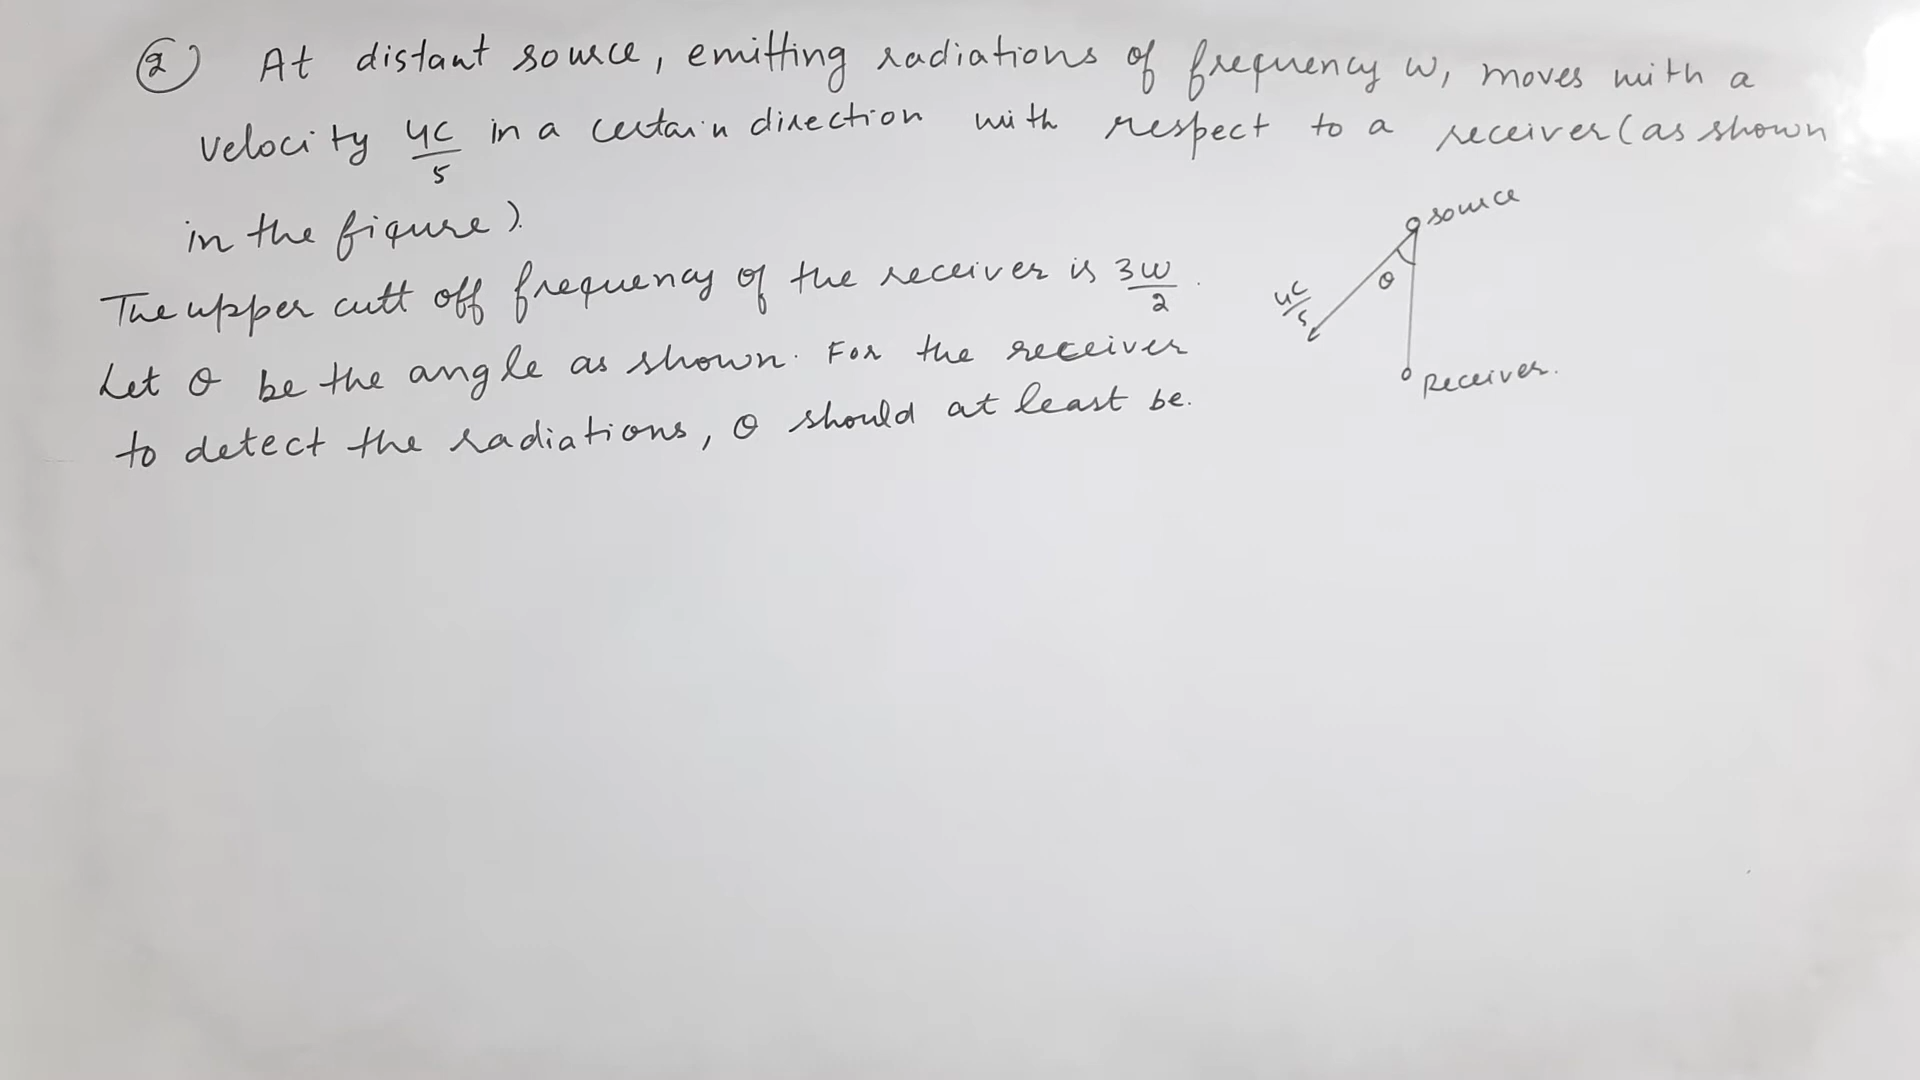 ② At distant source, emitting radiations of frequency ω, moves with a
velocity 4c/5 in a certain direction with respect to a receiver (as shown
in the figure).
The upper cutt off frequency of the receiver is 3ω/2.
Let θ be the angle as shown. For the receiver
to detect the radiations, θ should at least be.
source
θ
4c/5
Receiver.